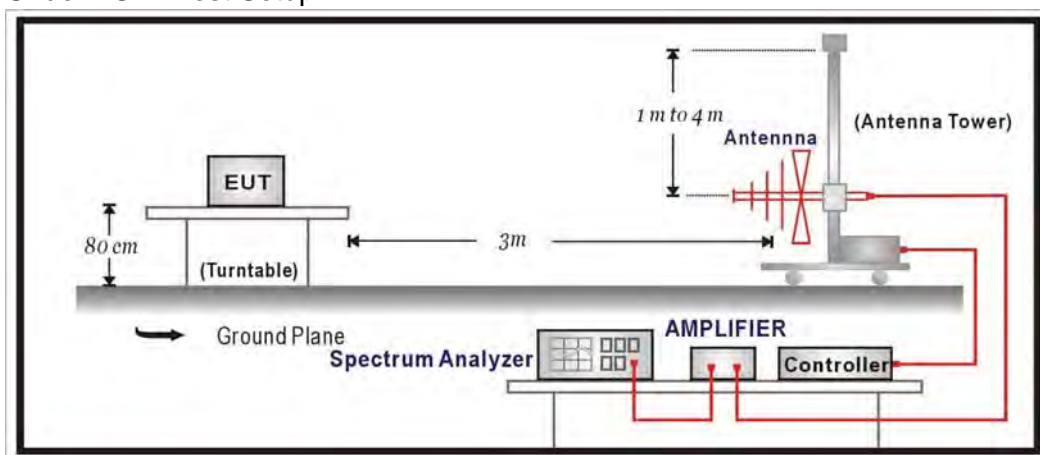 1 m to 4 m
(Antenna Tower)
Antennna
EUT
80 cm
3m
(Turntable)
Ground Plane
AMPLIFIER
Spectrum Analyzer
Controller